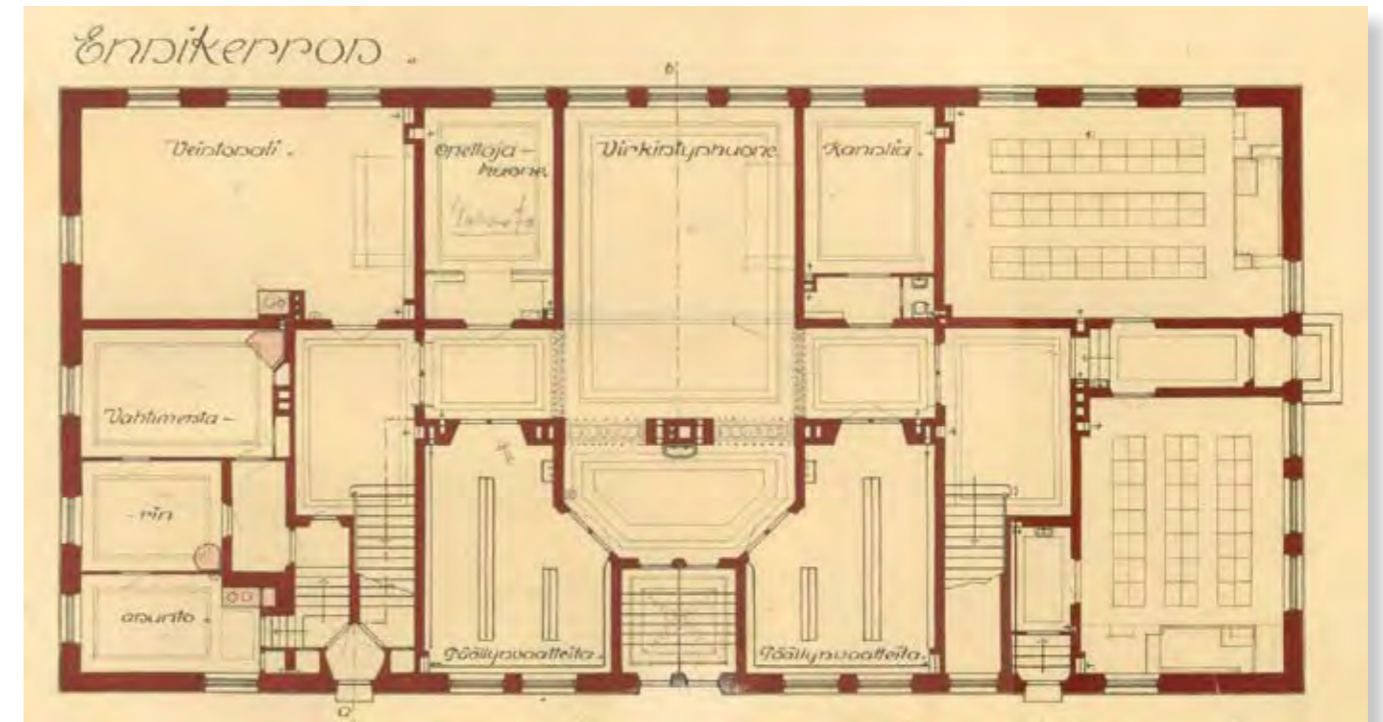 Ensikerros.
b
Veistosali.
Opettaja-
huone.
Virkistyshuone
Kanslia.
Vahtimesta-
-rin
asunto.
Päällysvaatteita.
Päällysvaatteita.
a